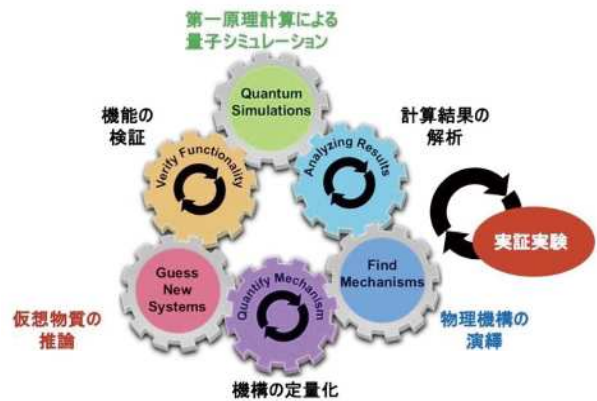 第一原理計算による
量子シミュレーション
Quantum
Simulations
機能の
検証
Verify Functionality
Analyzing Results
計算結果の
解析
実証実験
Guess
New
Systems
Quantify Mechanism
Find
Mechanisms
仮想物質の
推論
機構の定量化
物理機構の
演繹